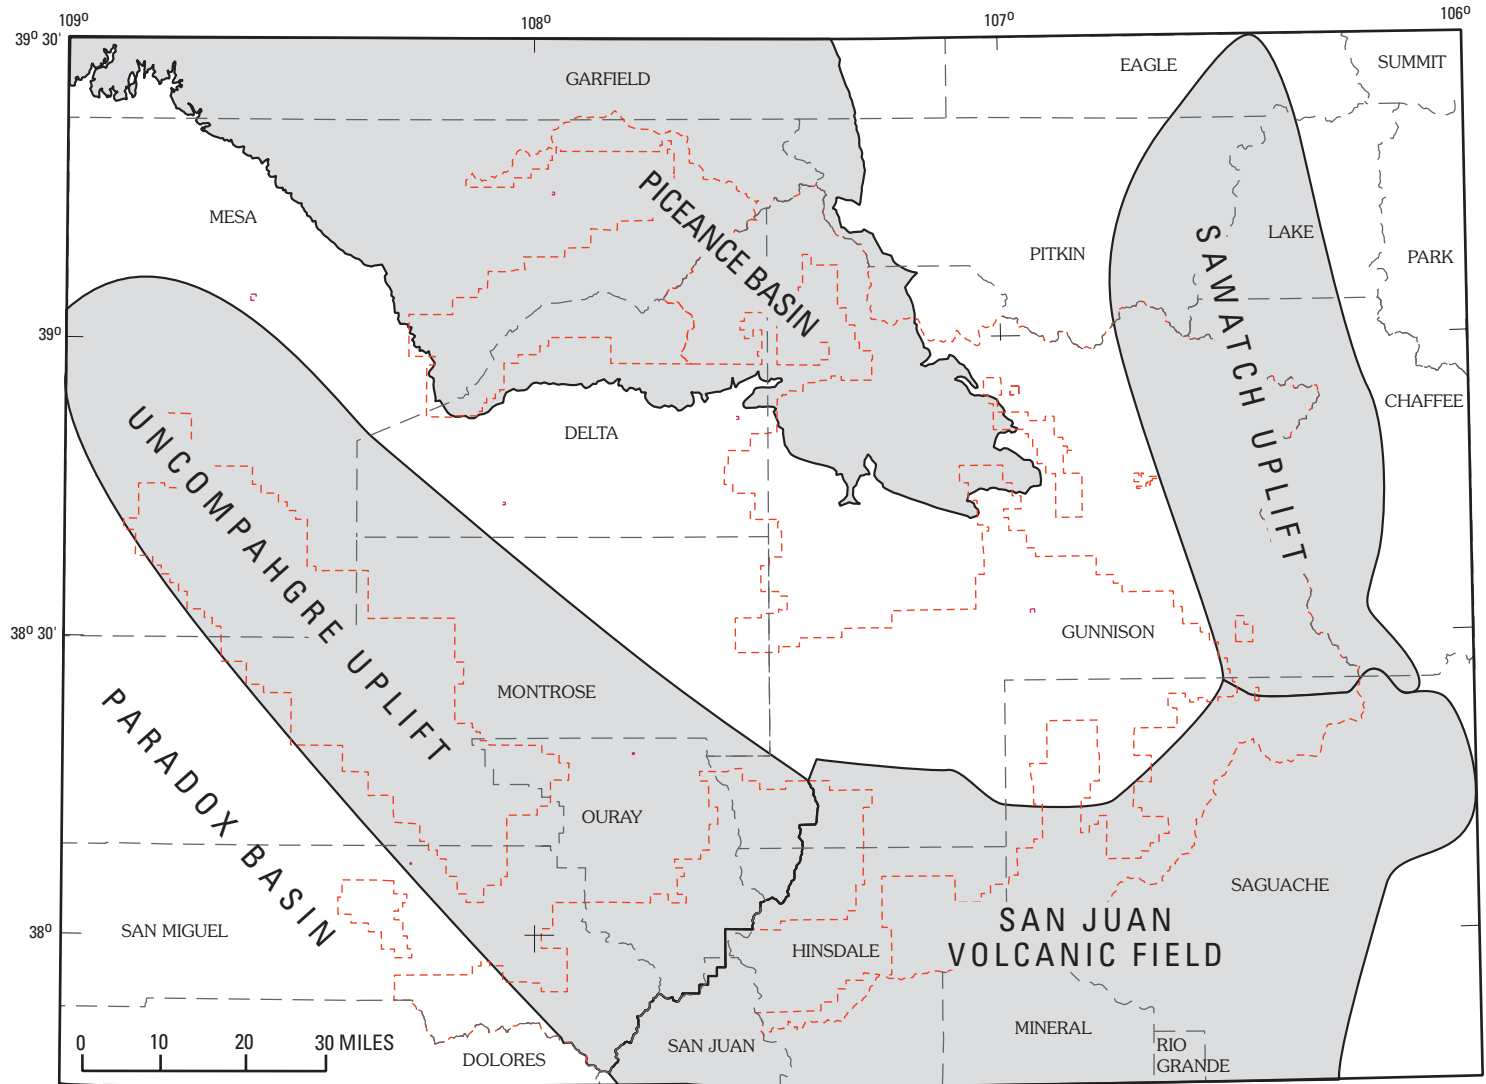 109⁰
108⁰
107⁰
106⁰
39⁰ 30'
GARFIELD
EAGLE
SUMMIT
MESA
PICEANCE BASIN
PITKIN
SAWATCH UPLIFT
LAKE
PARK
39⁰
UNCOMPAHGRE UPLIFT
DELTA
CHAFFEE
38⁰ 30'
GUNNISON
PARADOX BASIN
MONTROSE
OURAY
SAGUACHE
38⁰
SAN MIGUEL
HINSDALE
SAN JUAN
VOLCANIC FIELD
MINERAL
0 10 20 30 MILES
DOLORES
SAN JUAN
RIO
GRANDE